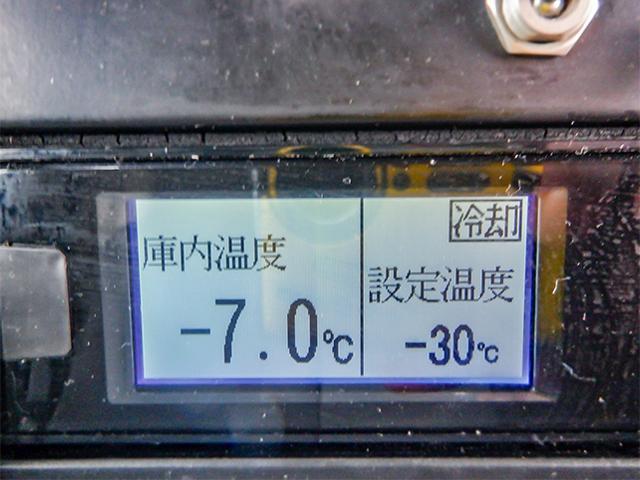 庫内温度
-7.0℃
冷却
設定温度
-30℃